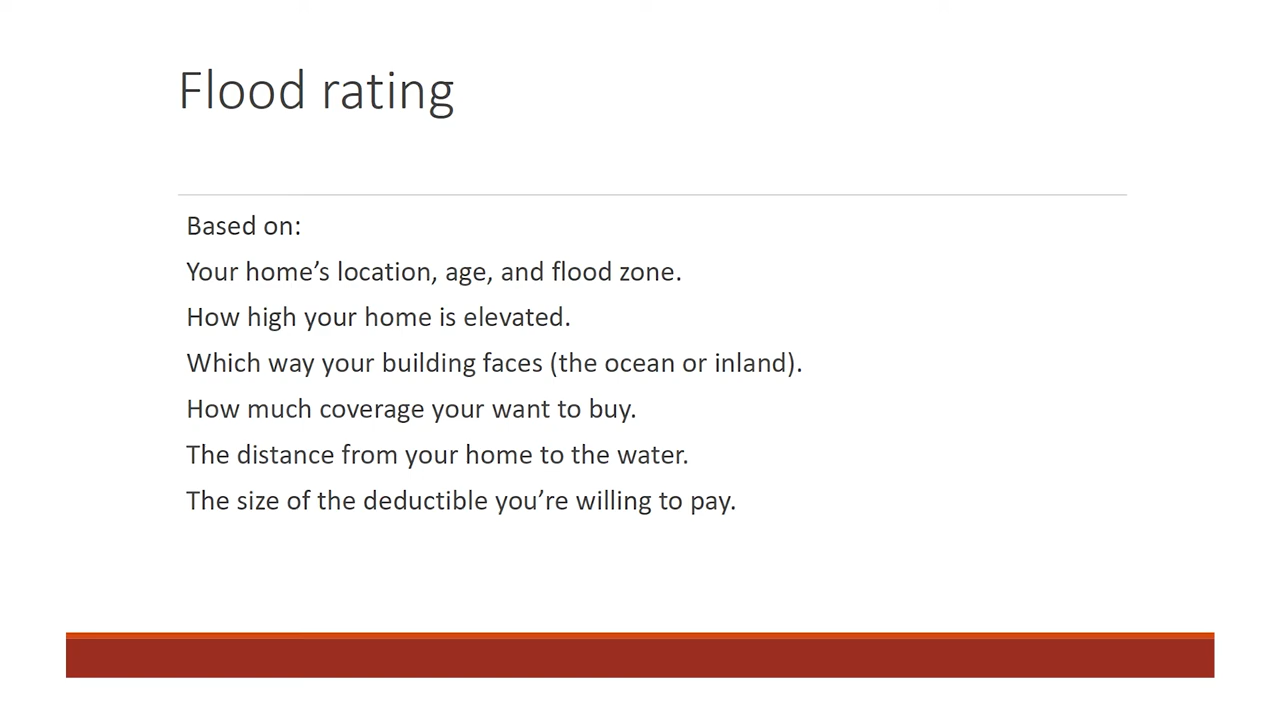 Flood rating
Based on:
Your home’s location, age, and flood zone.
How high your home is elevated.
Which way your building faces (the ocean or inland).
How much coverage your want to buy.
The distance from your home to the water.
The size of the deductible you’re willing to pay.